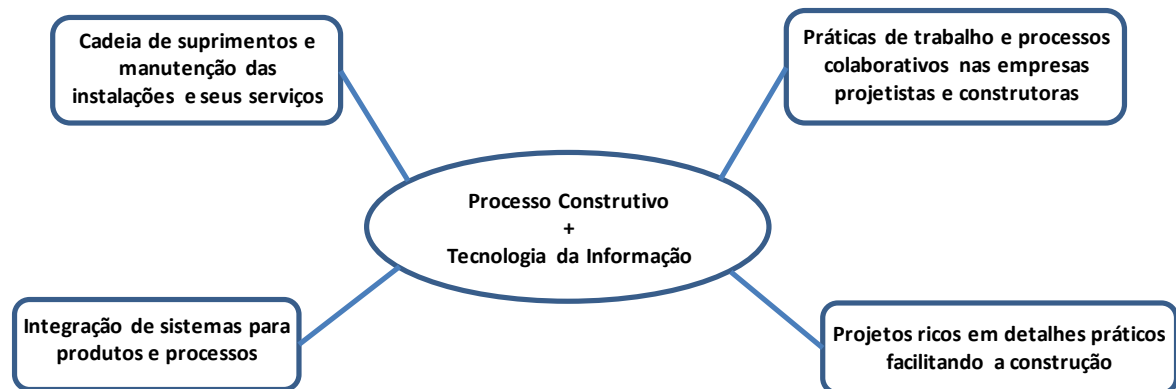 Cadeia de suprimentos e
manutenção das
instalações e seus serviços
Práticas de trabalho e processos
colaborativos nas empresas
projetistas e construtoras
Processo Construtivo
+
Tecnologia da Informação
Integração de sistemas para
produtos e processos
Projetos ricos em detalhes práticos
facilitando a construção